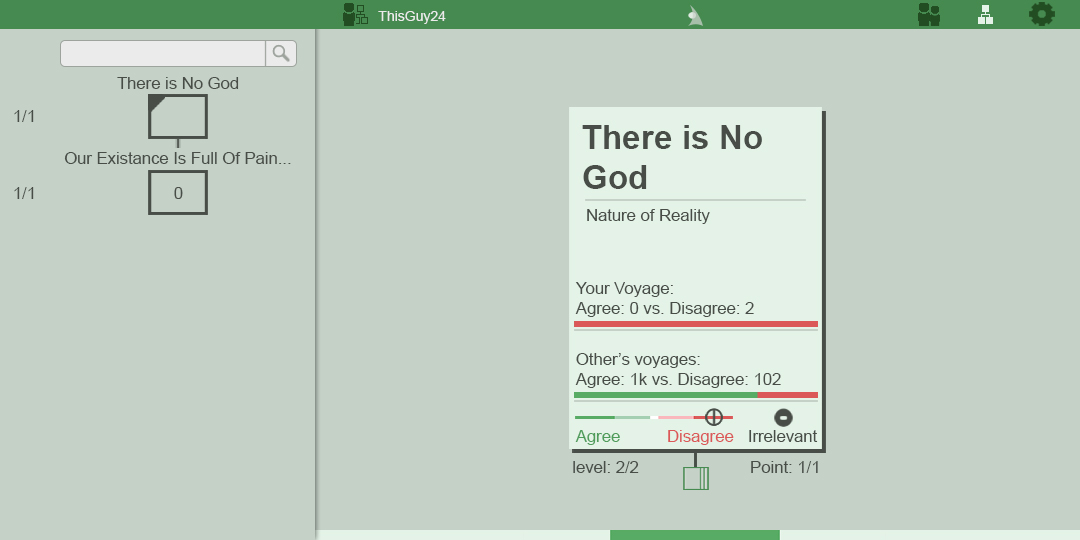 ThisGuy24
There is No God
1/1
Our Existance Is Full Of Pain...
1/1
0
There is No
God
Nature of Reality
Your Voyage:
Agree: 0 vs. Disagree: 2
Other's voyages:
Agree: 1k vs. Disagree: 102
Agree
Disagree
Irrelevant
level: 2/2
Point: 1/1